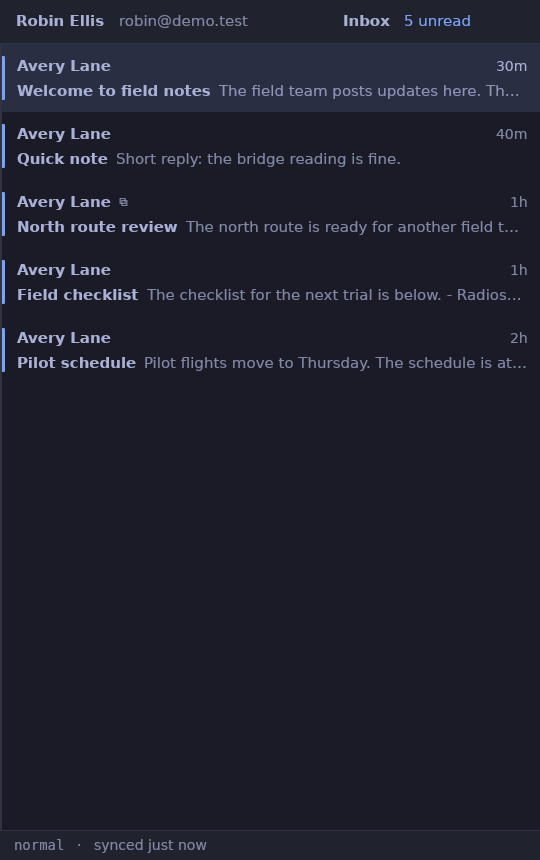 Robin Ellis robin@demo.test Inbox 5 unread
Avery Lane 30m
Welcome to field notes The field team posts updates here. Th...
Avery Lane 40m
Quick note Short reply: the bridge reading is fine.
Avery Lane 1h
North route review The north route is ready for another field t...
Avery Lane 1h
Field checklist The checklist for the next trial is below. - Radios...
Avery Lane 2h
Pilot schedule Pilot flights move to Thursday. The schedule is at...
normal · synced just now